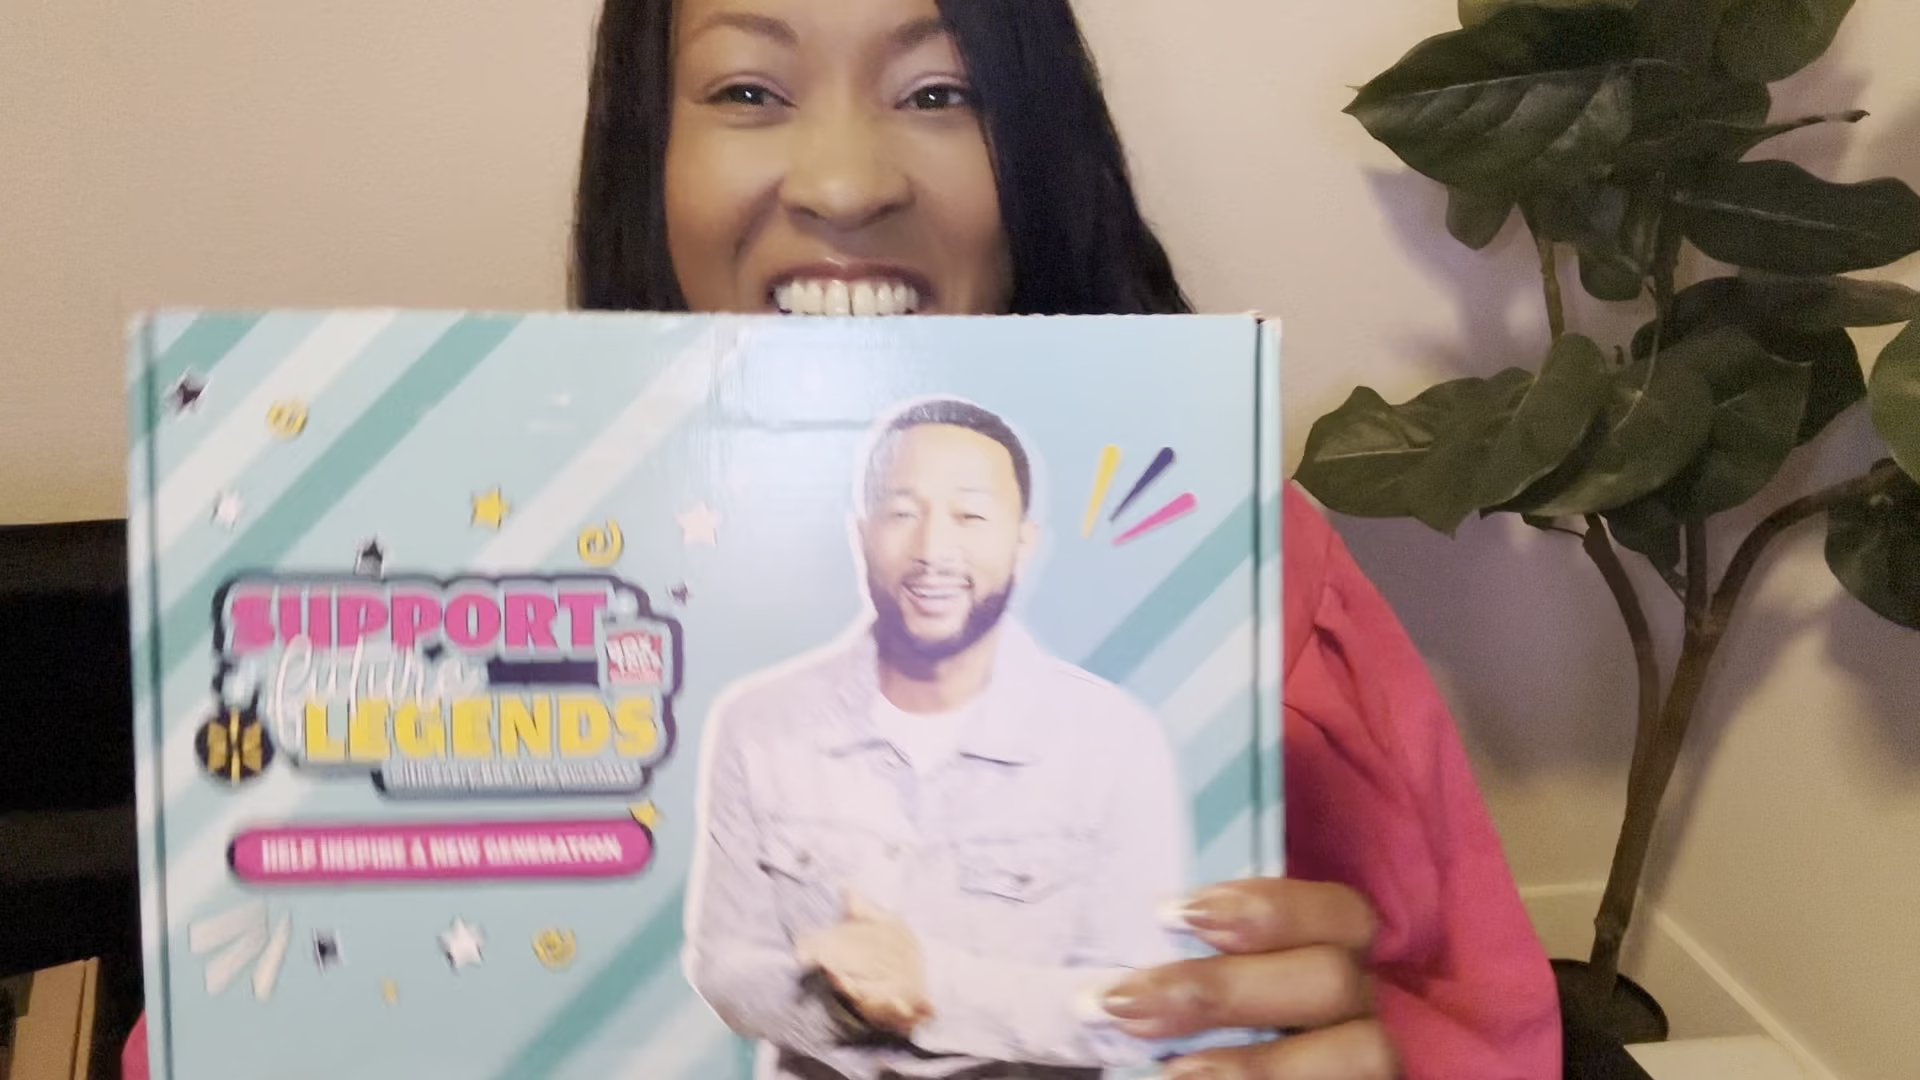 SUPPORT
future
LEGENDS
HELP INSPIRE A NEW GENERATION